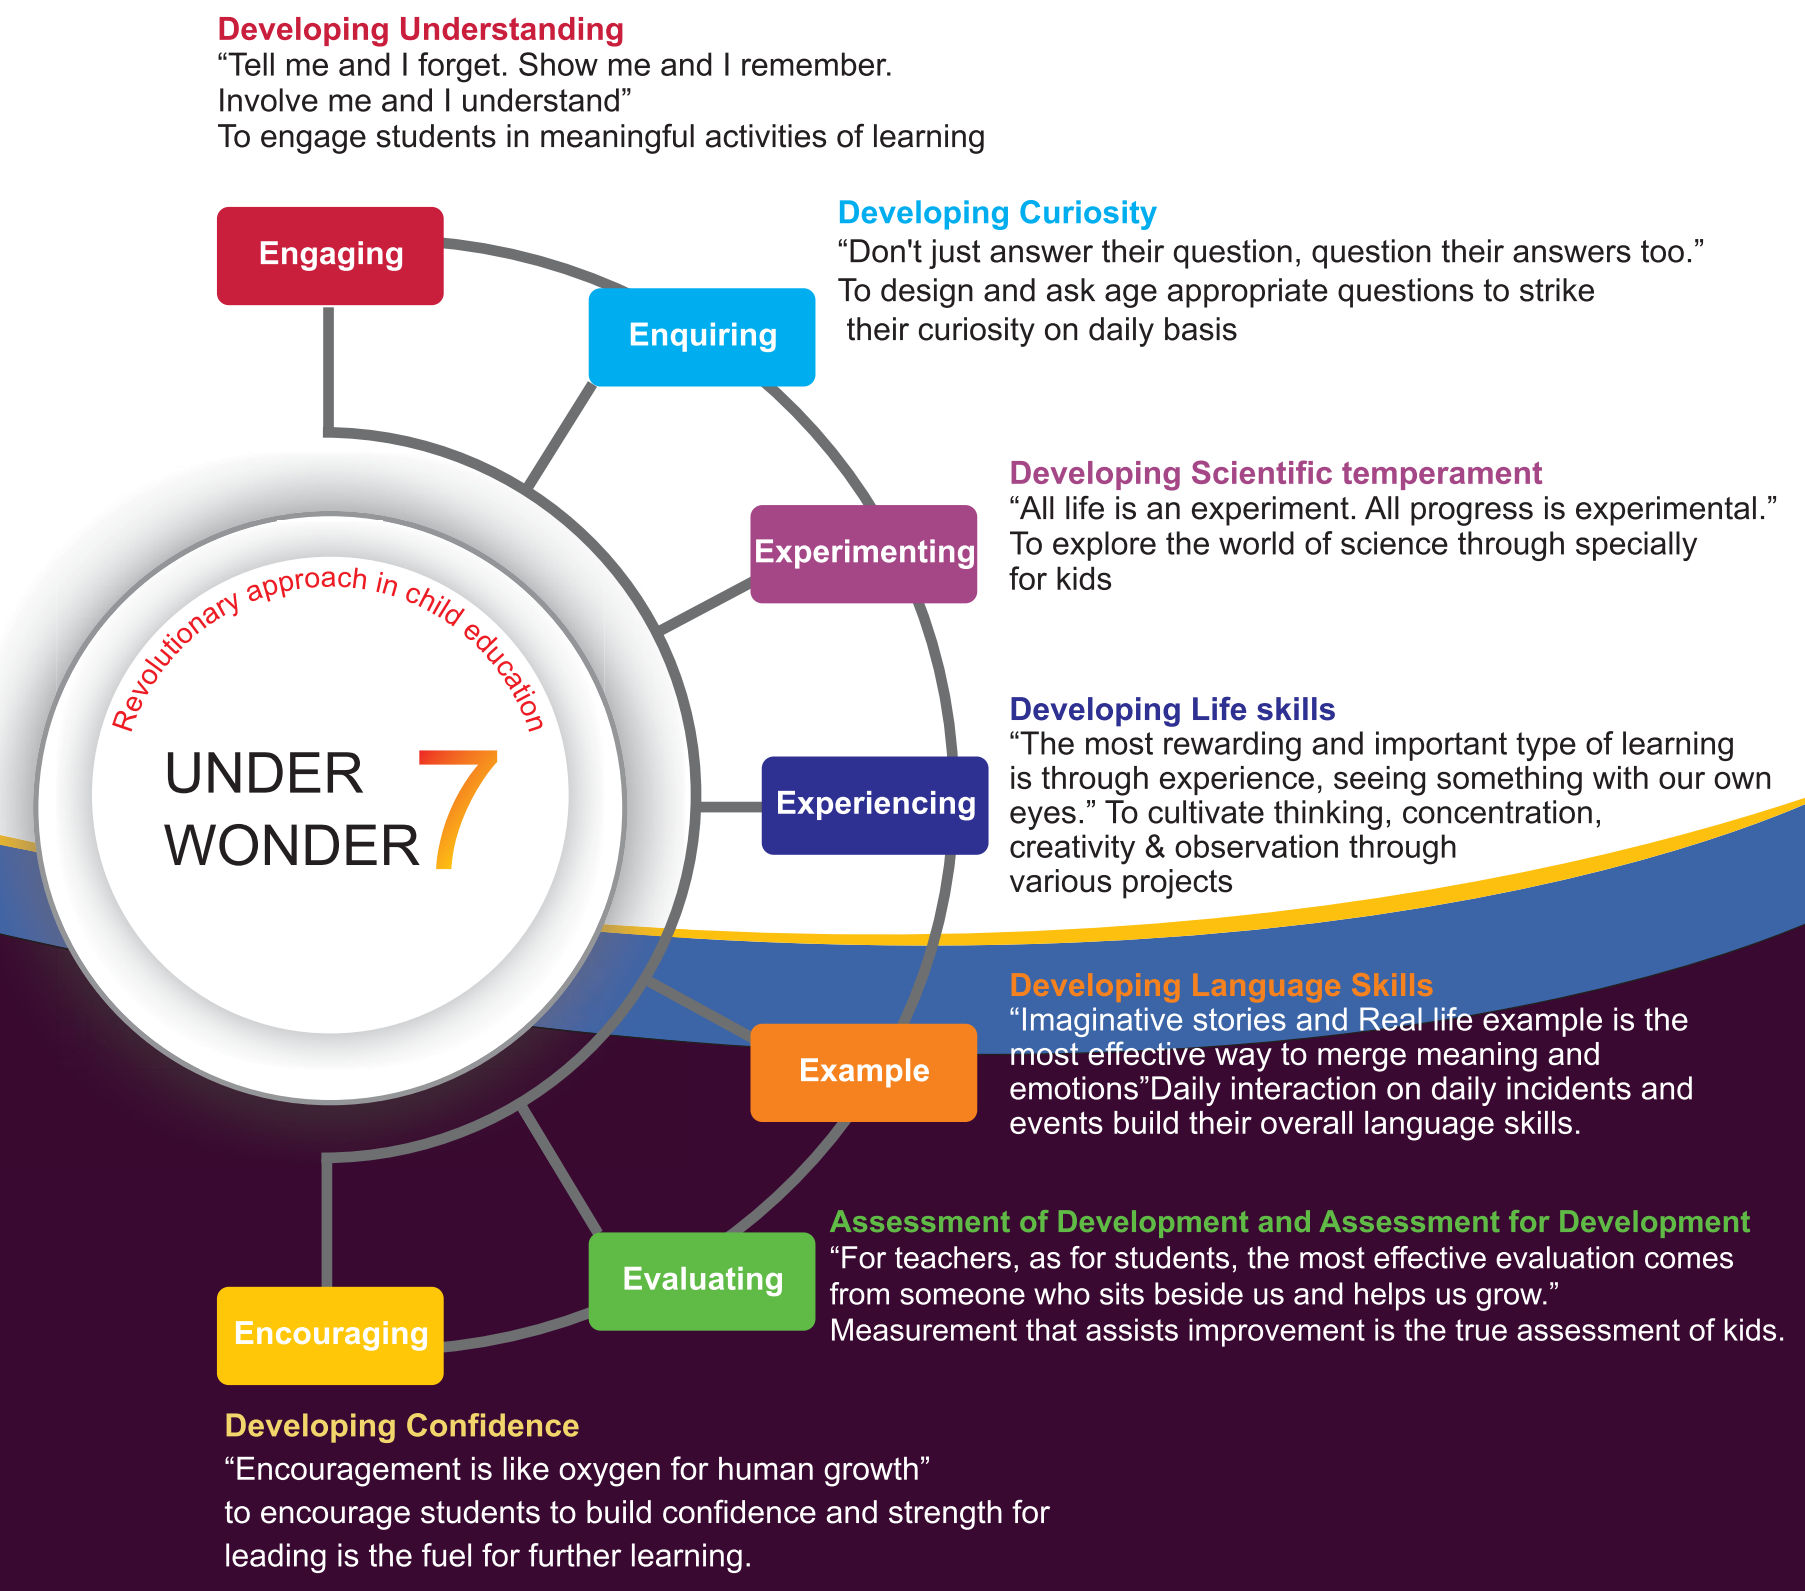 Developing Understanding
“Tell me and I forget. Show me and I remember.
Involve me and I understand”
To engage students in meaningful activities of learning
Engaging
Developing Curiosity
“Don't just answer their question, question their answers too.”
To design and ask age appropriate questions to strike
their curiosity on daily basis
Enquiring
Developing Scientific temperament
“All life is an experiment. All progress is experimental.”
To explore the world of science through specially
for kids
Experimenting
Revolutionary approach in child education
UNDER
WONDER 7
Developing Life skills
“The most rewarding and important type of learning
is through experience, seeing something with our own
eyes.” To cultivate thinking, concentration,
creativity & observation through
various projects
Experiencing
Developing Language Skills
“Imaginative stories and Real life example is the
most effective way to merge meaning and
emotions”Daily interaction on daily incidents and
events build their overall language skills.
Example
Assessment of Development and Assessment for Development
“For teachers, as for students, the most effective evaluation comes
from someone who sits beside us and helps us grow.”
Measurement that assists improvement is the true assessment of kids.
Evaluating
Encouraging
Developing Confidence
“Encouragement is like oxygen for human growth”
to encourage students to build confidence and strength for
leading is the fuel for further learning.